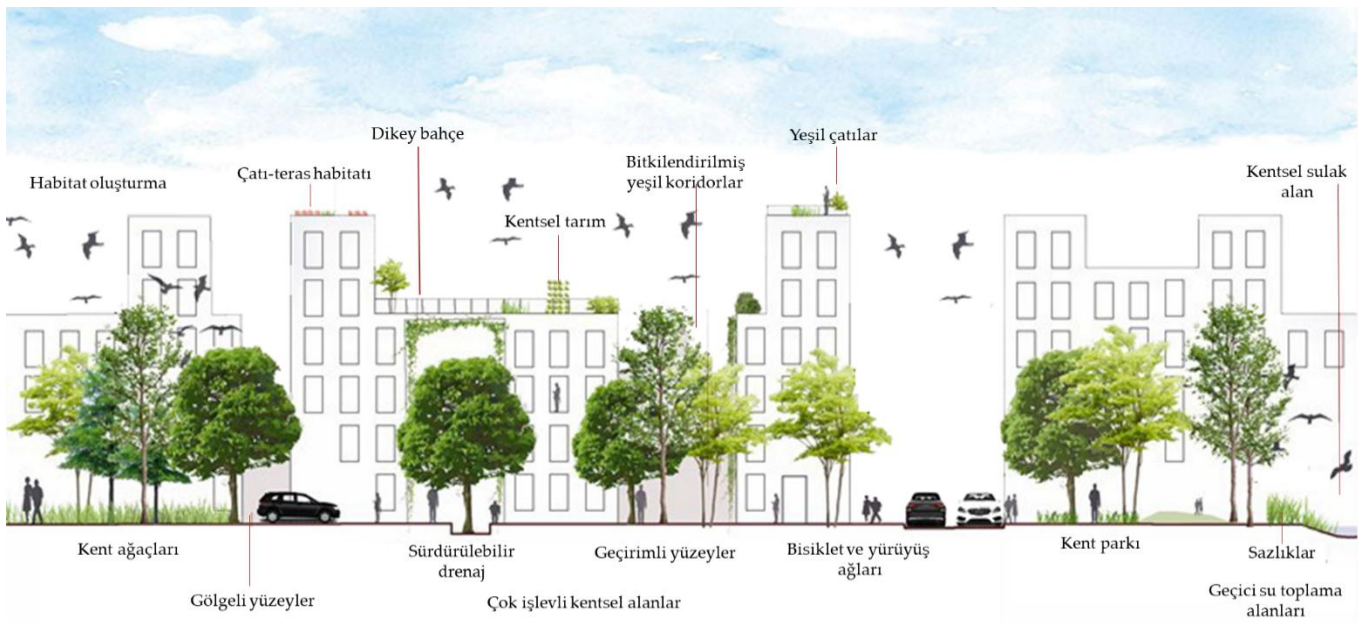 Dikey bahçe
Yeşil çatılar
Bitkilendirilmiş
yeşil koridorlar
Kentsel sulak
alan
Habitat oluşturma
Çatı-teras habitatı
Kentsel tarım
Kent ağaçları
Sürdürülebilir
drenaj
Geçirimli yüzeyler
Bisiklet ve yürüyüş
ağları
Kent parkı
Sazlıklar
Gölgeli yüzeyler
Çok işlevli kentsel alanlar
Geçici su toplama
alanları